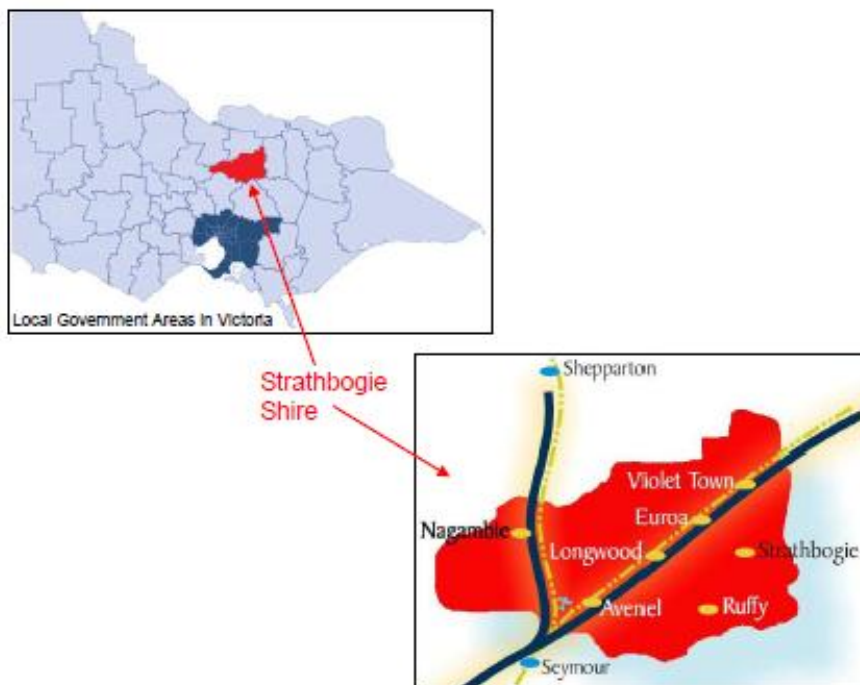 Local Government Areas in Victoria
Strathbogie
Shire
Shepparton
Violet Town
Euroa
Nagambie
Longwood
Strathbogie
Avenel
Ruffy
Seymour